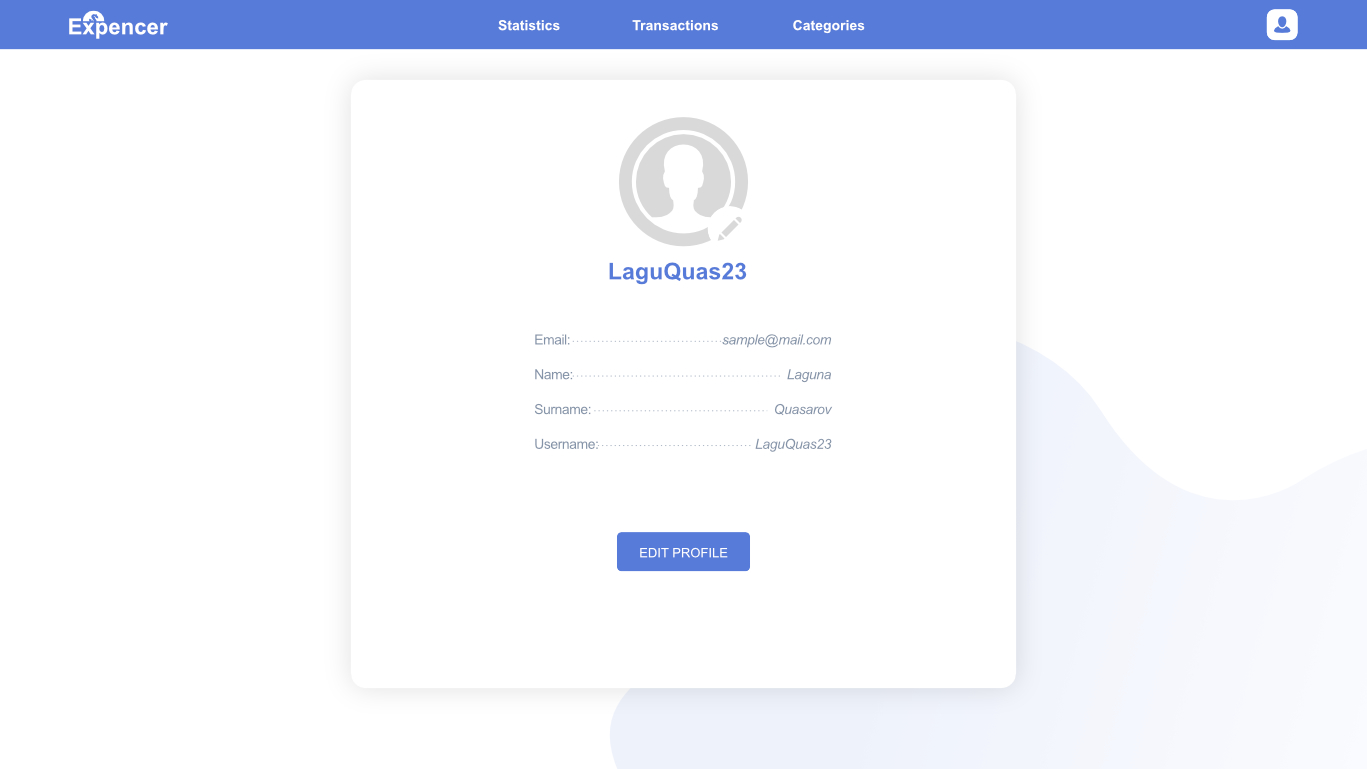 Expencer
Statistics Transactions Categories
LaguQuas23
Email: sample@mail.com
Name: Laguna
Surname: Quasarov
Username: LaguQuas23
EDIT PROFILE